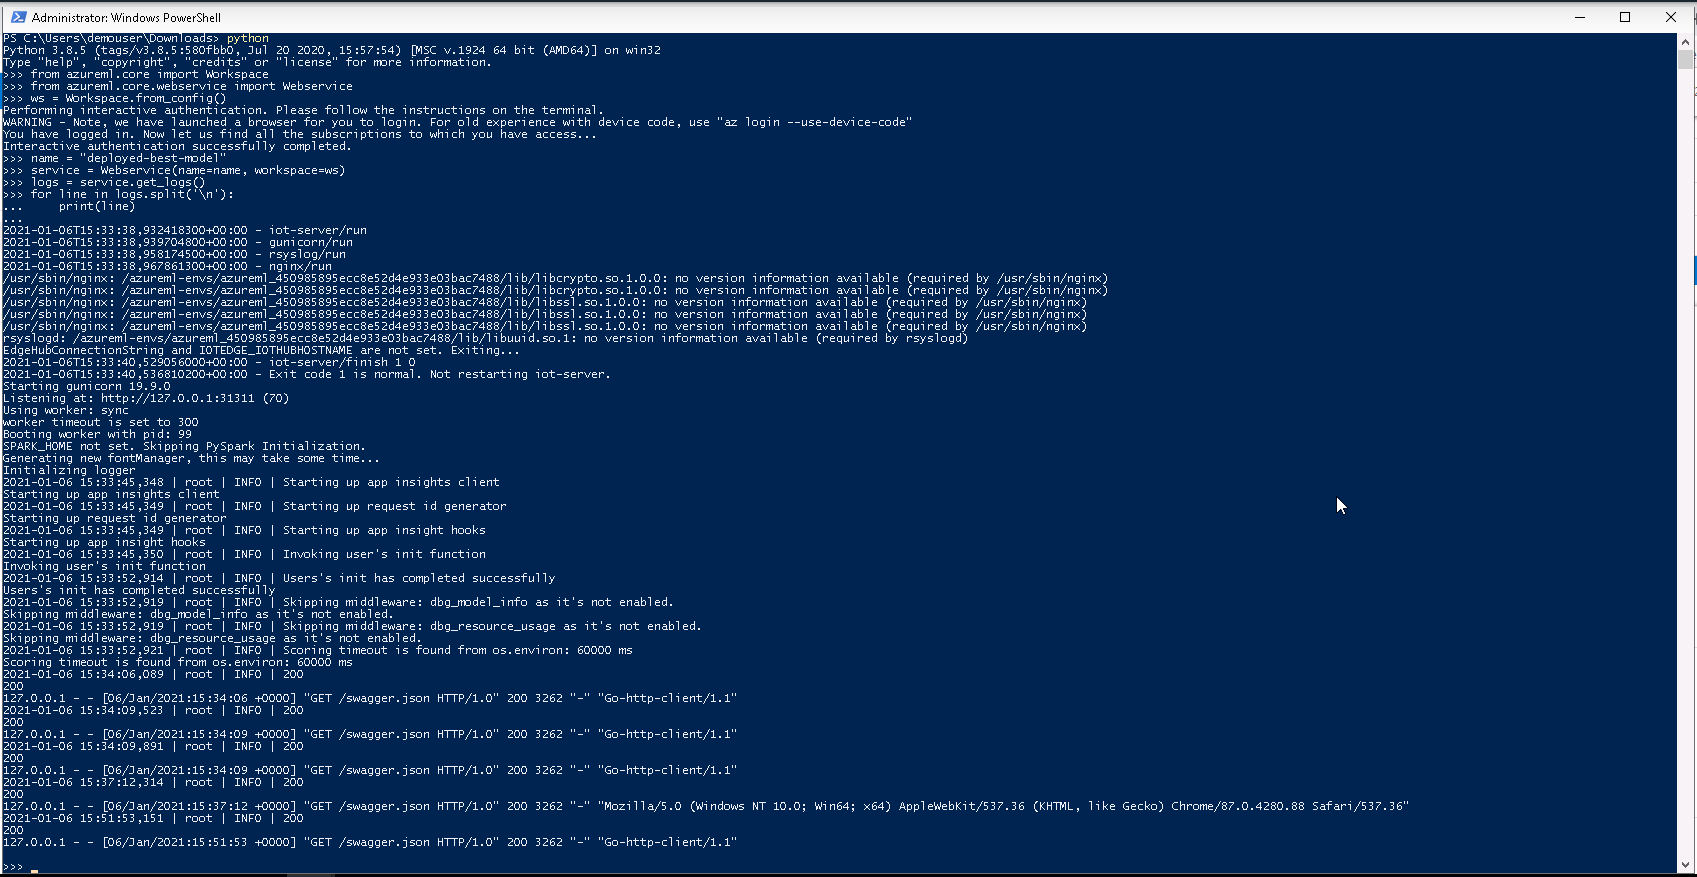 Administrator: Windows PowerShell
PS C:\Users\demouser\Downloads> python
Python 3.8.5 (tags/v3.8.5:580fbb0, Jul 20 2020, 15:57:54) [MSC v.1924 64 bit (AMD64)] on win32
Type "help", "copyright", "credits" or "license" for more information.
>>> from azureml.core import Workspace
>>> from azureml.core.webservice import Webservice
>>> ws = Workspace.from_config()
Performing interactive authentication. Please follow the instructions on the terminal.
WARNING - Note, we have launched a browser for you to login. For old experience with device code, use "az login --use-device-code"
You have logged in. Now let us find all the subscriptions to which you have access...
Interactive authentication successfully completed.
>>> name = "deployed-best-model"
>>> service = Webservice(name=name, workspace=ws)
>>> logs = service.get_logs()
>>> for line in logs.split('\n'):
...     print(line)
...
2021-01-06T15:33:38,932418300+00:00 - iot-server/run
2021-01-06T15:33:38,939704800+00:00 - gunicorn/run
2021-01-06T15:33:38,958174500+00:00 - rsyslog/run
2021-01-06T15:33:38,967861300+00:00 - nginx/run
/usr/sbin/nginx: /azureml-envs/azureml_450985895ecc8e52d4e933e03bac7488/lib/libcrypto.so.1.0.0: no version information available (required by /usr/sbin/nginx)
/usr/sbin/nginx: /azureml-envs/azureml_450985895ecc8e52d4e933e03bac7488/lib/libcrypto.so.1.0.0: no version information available (required by /usr/sbin/nginx)
/usr/sbin/nginx: /azureml-envs/azureml_450985895ecc8e52d4e933e03bac7488/lib/libssl.so.1.0.0: no version information available (required by /usr/sbin/nginx)
/usr/sbin/nginx: /azureml-envs/azureml_450985895ecc8e52d4e933e03bac7488/lib/libssl.so.1.0.0: no version information available (required by /usr/sbin/nginx)
/usr/sbin/nginx: /azureml-envs/azureml_450985895ecc8e52d4e933e03bac7488/lib/libssl.so.1.0.0: no version information available (required by /usr/sbin/nginx)
rsyslogd: /azureml-envs/azureml_450985895ecc8e52d4e933e03bac7488/lib/libuuid.so.1: no version information available (required by rsyslogd)
EdgeHubConnectionString and IOTEDGE_IOTHUBHOSTNAME are not set. Exiting...
2021-01-06T15:33:40,529056000+00:00 - iot-server/finish 1 0
2021-01-06T15:33:40,536810200+00:00 - Exit code 1 is normal. Not restarting iot-server.
Starting gunicorn 19.9.0
Listening at: http://127.0.0.1:31311 (70)
Using worker: sync
worker timeout is set to 300
Booting worker with pid: 99
SPARK_HOME not set. Skipping PySpark Initialization.
Generating new fontManager, this may take some time...
Initializing logger
2021-01-06 15:33:45,348 | root | INFO | Starting up app insights client
Starting up app insights client
2021-01-06 15:33:45,349 | root | INFO | Starting up request id generator
Starting up request id generator
2021-01-06 15:33:45,349 | root | INFO | Starting up app insight hooks
Starting up app insight hooks
2021-01-06 15:33:45,350 | root | INFO | Invoking user's init function
Invoking user's init function
2021-01-06 15:33:52,914 | root | INFO | Users's init has completed successfully
Users's init has completed successfully
2021-01-06 15:33:52,919 | root | INFO | Skipping middleware: dbg_model_info as it's not enabled.
Skipping middleware: dbg_model_info as it's not enabled.
2021-01-06 15:33:52,919 | root | INFO | Skipping middleware: dbg_resource_usage as it's not enabled.
Skipping middleware: dbg_resource_usage as it's not enabled.
2021-01-06 15:33:52,921 | root | INFO | Scoring timeout is found from os.environ: 60000 ms
Scoring timeout is found from os.environ: 60000 ms
2021-01-06 15:34:06,089 | root | INFO | 200
200
127.0.0.1 - - [06/Jan/2021:15:34:06 +0000] "GET /swagger.json HTTP/1.0" 200 3262 "-" "Go-http-client/1.1"
2021-01-06 15:34:09,523 | root | INFO | 200
200
127.0.0.1 - - [06/Jan/2021:15:34:09 +0000] "GET /swagger.json HTTP/1.0" 200 3262 "-" "Go-http-client/1.1"
2021-01-06 15:34:09,891 | root | INFO | 200
200
127.0.0.1 - - [06/Jan/2021:15:34:09 +0000] "GET /swagger.json HTTP/1.0" 200 3262 "-" "Go-http-client/1.1"
2021-01-06 15:37:12,314 | root | INFO | 200
200
127.0.0.1 - - [06/Jan/2021:15:37:12 +0000] "GET /swagger.json HTTP/1.0" 200 3262 "-" "Mozilla/5.0 (Windows NT 10.0; Win64; x64) AppleWebKit/537.36 (KHTML, like Gecko) Chrome/87.0.4280.88 Safari/537.36"
2021-01-06 15:51:53,151 | root | INFO | 200
200
127.0.0.1 - - [06/Jan/2021:15:51:53 +0000] "GET /swagger.json HTTP/1.0" 200 3262 "-" "Go-http-client/1.1"
>>>